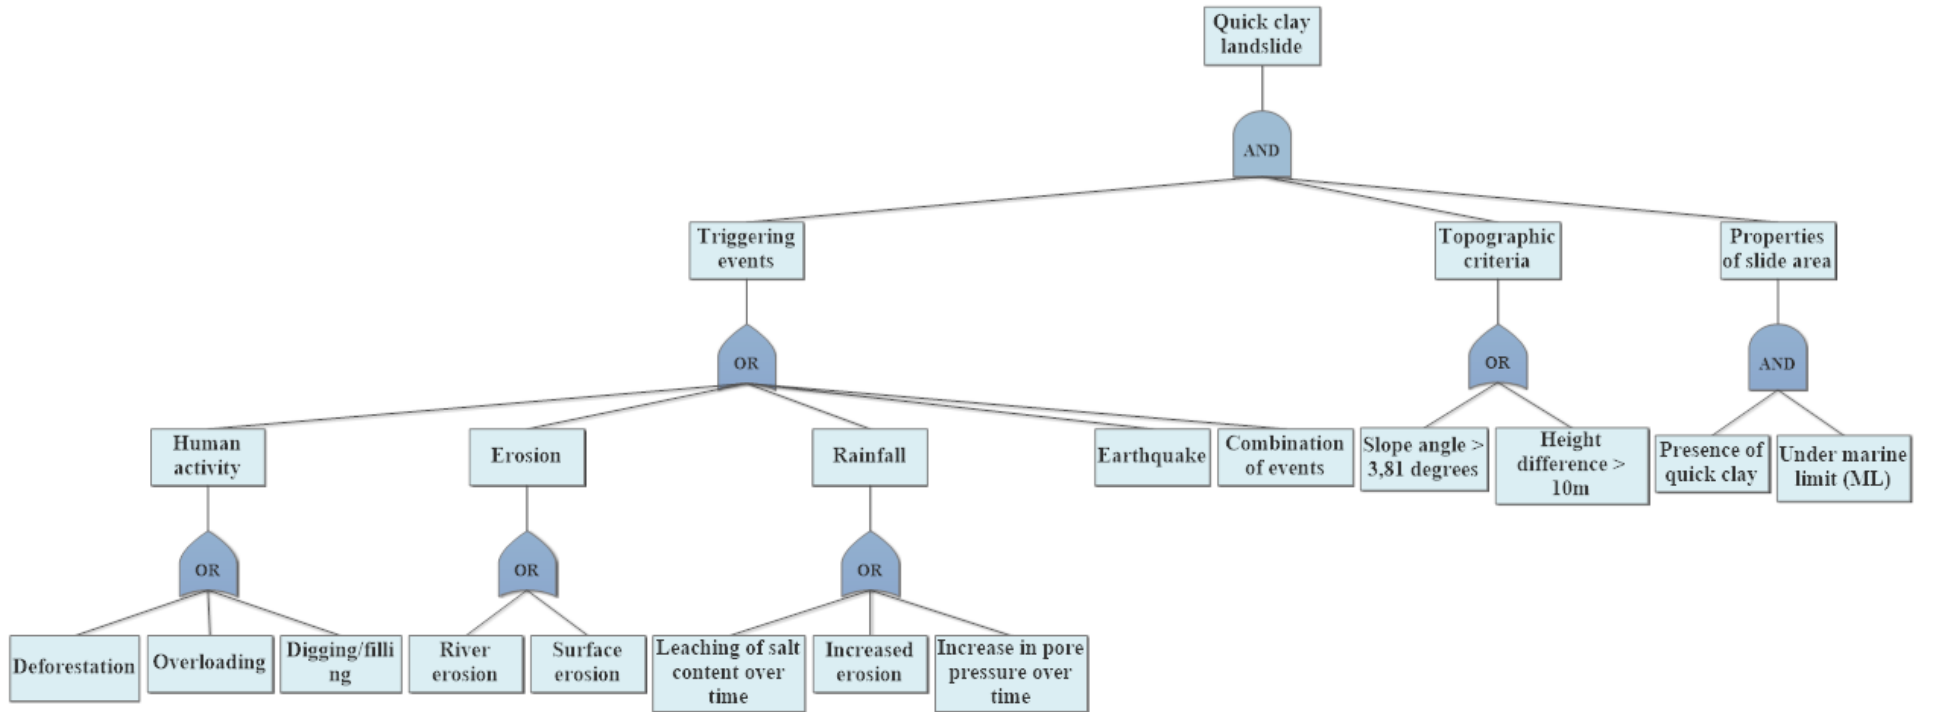 Quick clay
landslide
AND
Triggering
events
Topographic
criteria
Properties
of slide area
OR
OR
AND
Human
activity
Erosion
Rainfall
Earthquake
Combination
of events
Slope angle >
3,81 degrees
Height
difference >
10m
Presence of
quick clay
Under marine
limit (ML)
OR
OR
OR
Deforestation
Overloading
Digging/filli
ng
River
erosion
Surface
erosion
Leaching of salt
content over
time
Increased
erosion
Increase in pore
pressure over
time